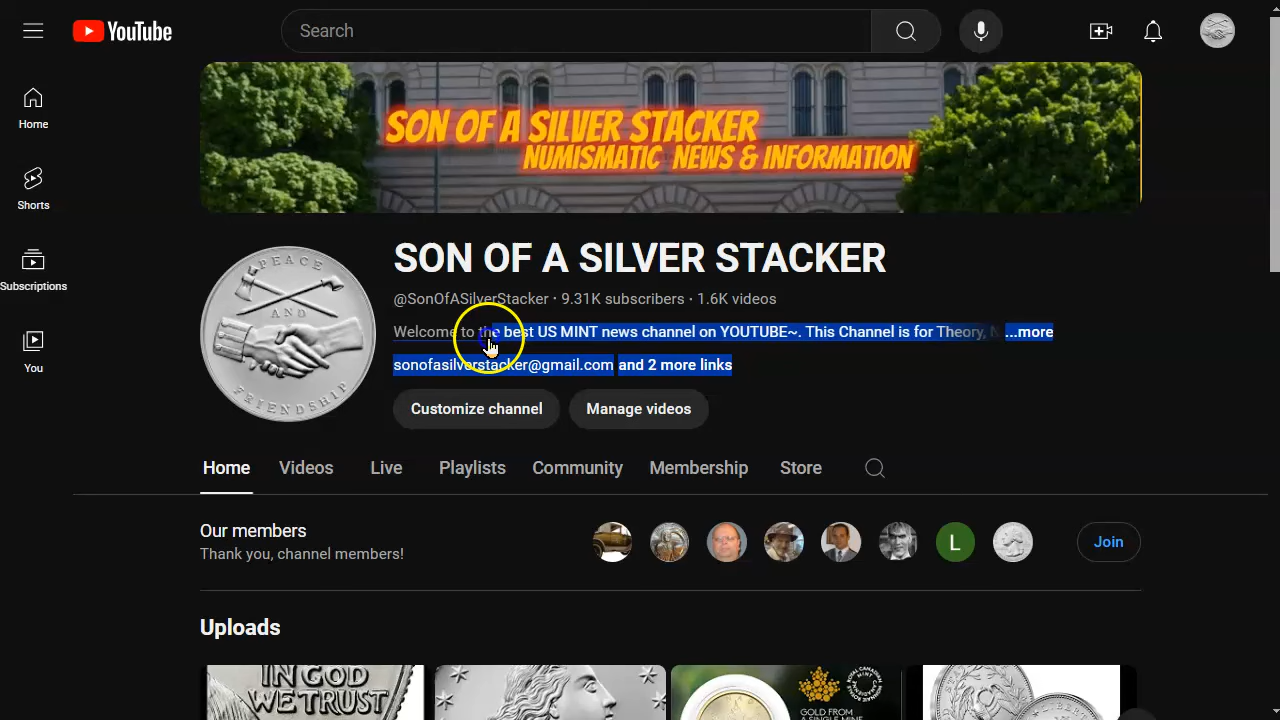 YouTube
Search
Home
Shorts
Subscriptions
You
SON OF A SILVER STACKER
NUMISMATIC NEWS & INFORMATION
PEACE
AND
FRIENDSHIP
SON OF A SILVER STACKER
@SonOfASilverStacker · 9.31K subscribers · 1.6K videos
Welcome to the best US MINT news channel on YOUTUBE~. This Channel is for Theory, ...more
sonofasilverstacker@gmail.com and 2 more links
Customize channel
Manage videos
Home Videos Live Playlists Community Membership Store
Our members
Thank you, channel members!
L
Join
Uploads
IN GOD
WE TRUST
ROYAL CANADIAN MINT
GOLD FROM
A SINGLE MINE